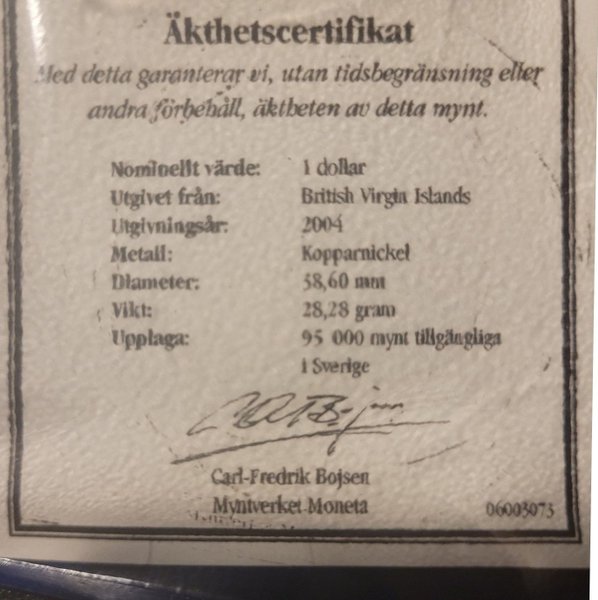 Äkthetscertifikat
Med detta garanterar vi, utan tidsbegränsning eller
andra förbehåll, äktheten av detta mynt.
Nominellt värde: 1 dollar
Utgivet från: British Virgin Islands
Utgivningsår: 2004
Metall: Kopparnickel
Diameter: 38,60 mm
Vikt: 28,28 gram
Upplaga: 95 000 mynt tillgängliga
i Sverige
Carl-Fredrik Bojsen
Myntverket Moneta
06003073